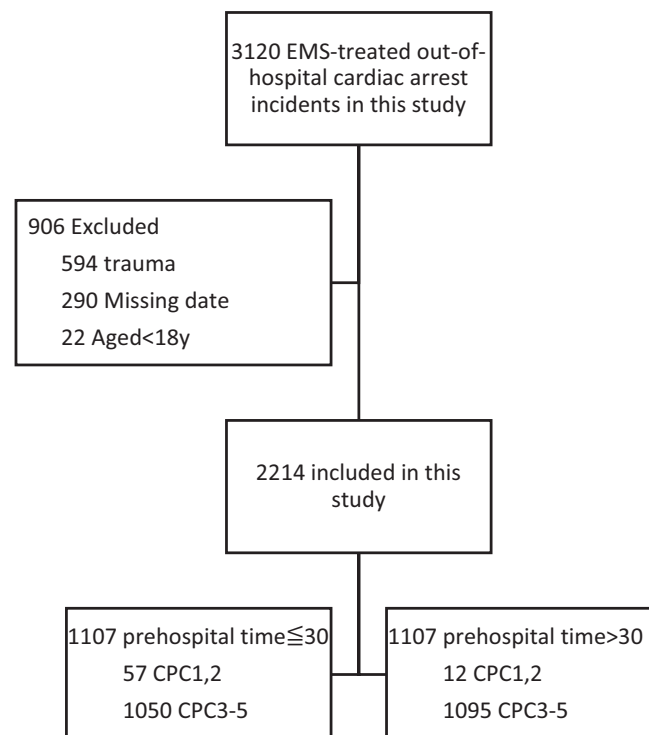 3120 EMS-treated out-of-
hospital cardiac arrest
incidents in this study
906 Excluded
594 trauma
290 Missing date
22 Aged<18y
2214 included in this
study
1107 prehospital time≦30
57 CPC1,2
1050 CPC3-5
1107 prehospital time>30
12 CPC1,2
1095 CPC3-5